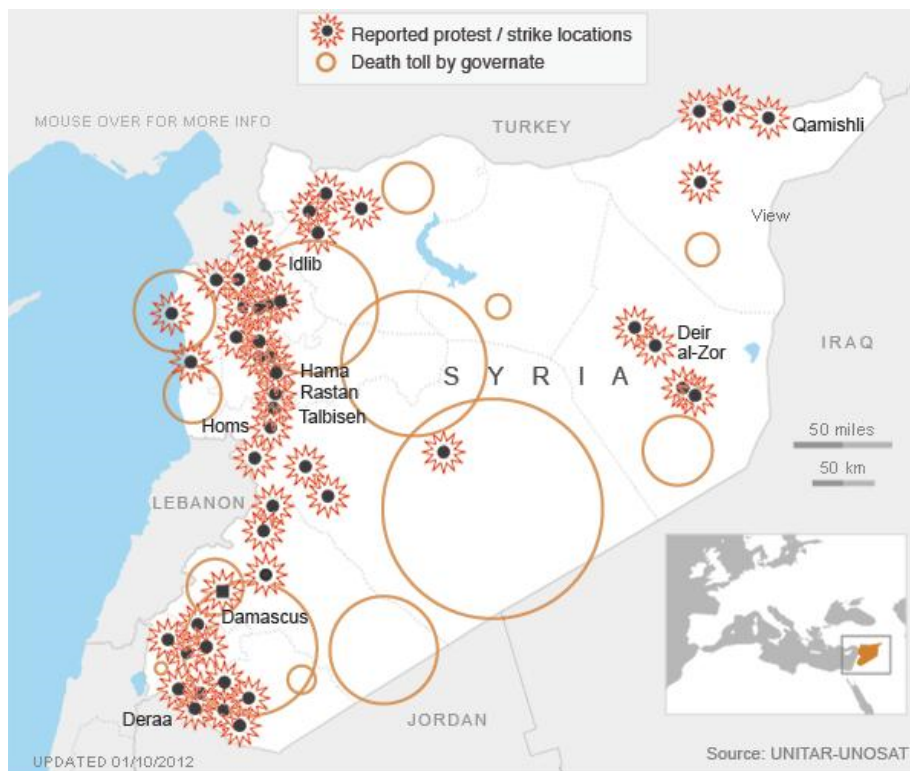 Reported protest / strike locations
Death toll by governate
MOUSE OVER FOR MORE INFO
TURKEY
Qamishli
View
Idlib
Deir
al-Zor
IRAQ
Hama
SYRIA
Rastan
Talbiseh
Homs
50 miles
50 km
LEBANON
Damascus
Deraa
JORDAN
UPDATED 01/10/2012
Source: UNITAR-UNOSAT